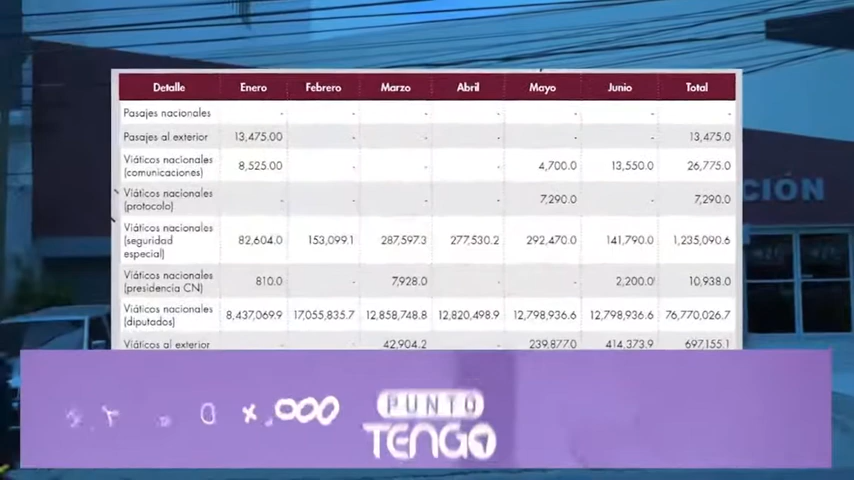 Detalle Enero Febrero Marzo Abril Mayo Junio Total
Pasajes nacionales - - - - - - -
Pasajes al exterior 13,475.00 - - - - - 13,475.0
Viáticos nacionales (comunicaciones) 8,525.00 - - - 4,700.0 13,550.0 26,775.0
Viáticos nacionales (protocolo) - - - - 7,290.0 - 7,290.0
Viáticos nacionales (seguridad especial) 82,604.0 153,099.1 287,597.3 277,530.2 292,470.0 141,790.0 1,235,090.6
Viáticos nacionales (presidencia CN) 810.0 - 7,928.0 - - 2,200.0 10,938.0
Viáticos nacionales (diputados) 8,437,069.9 17,055,835.7 12,858,748.8 12,820,498.9 12,798,936.6 12,798,936.6 76,770,026.7
Viáticos al exterior - - 42,904.2 - 239,877.0 414,373.9 697,155.1
CIÓN
PUNTO
TENGO